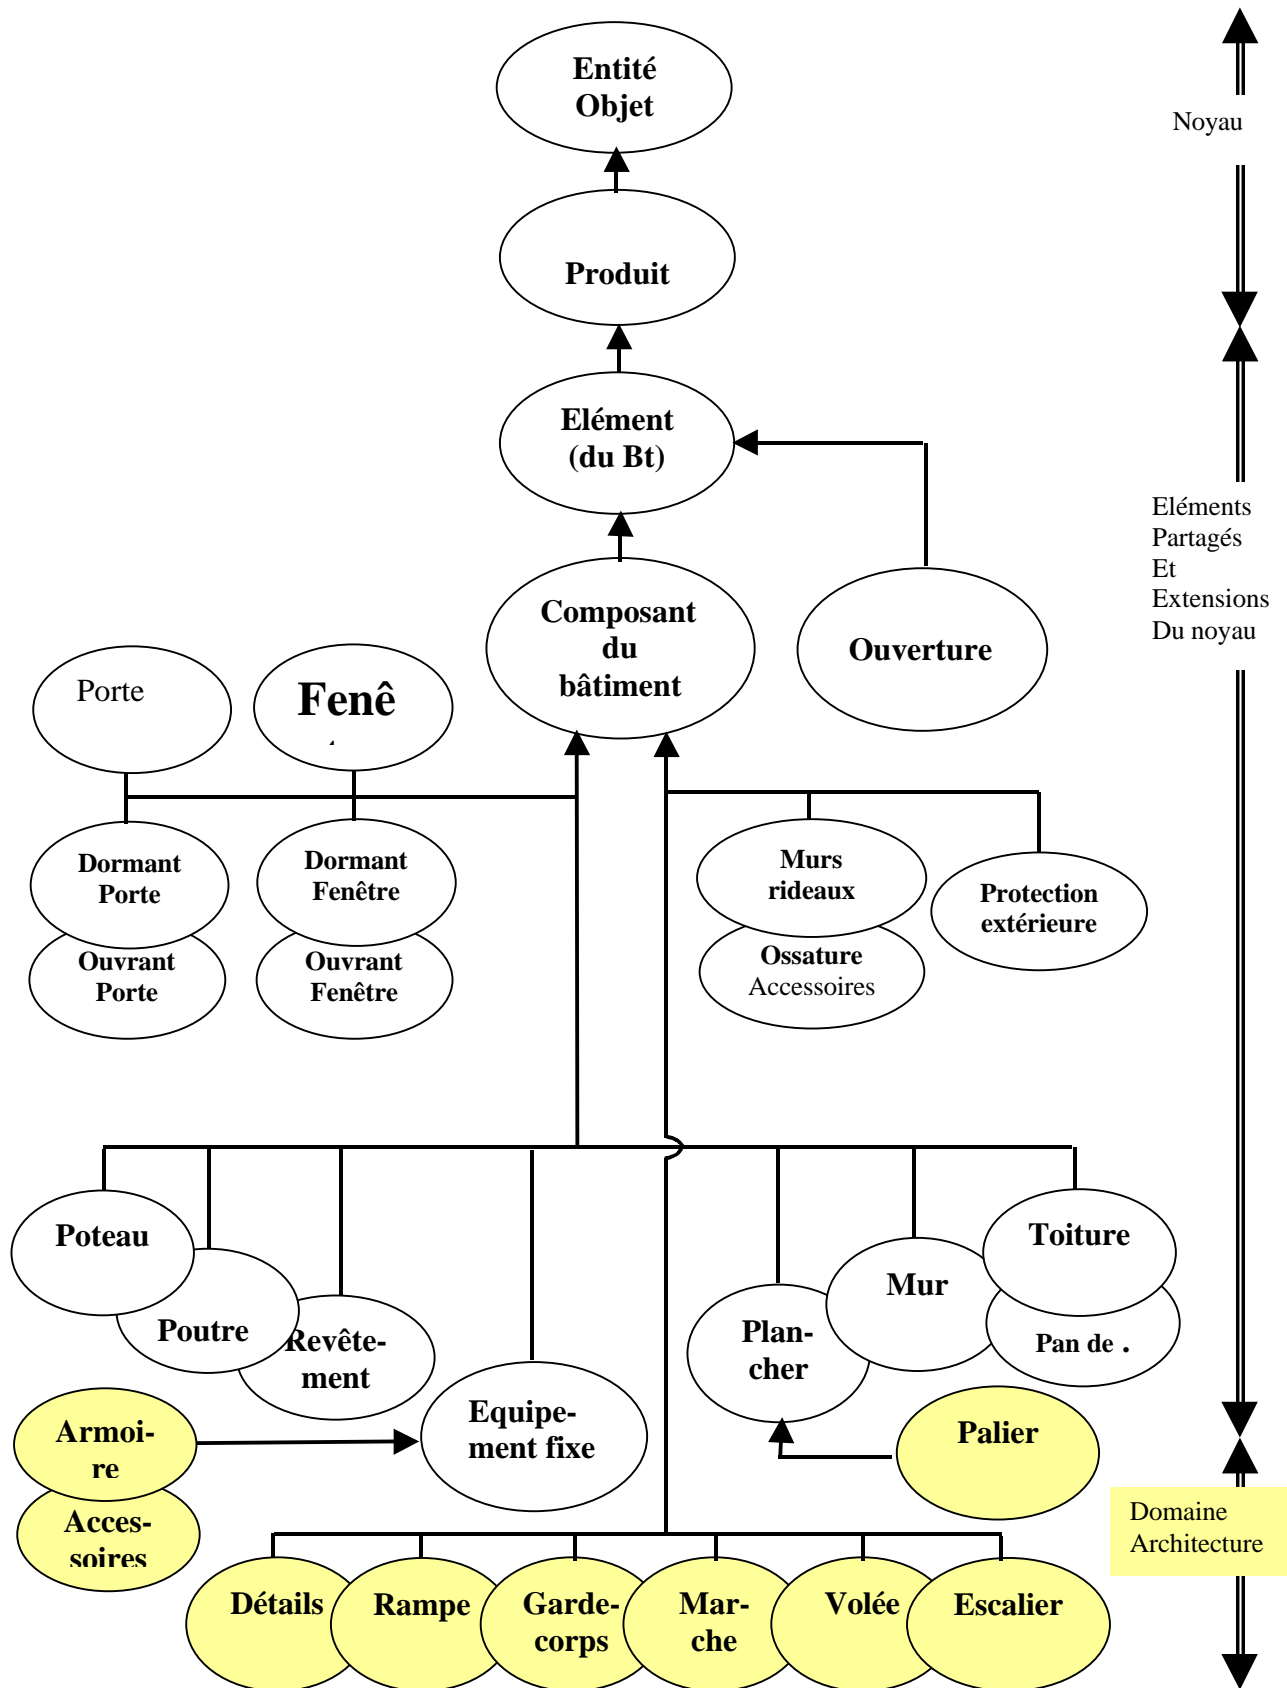 Entité
Objet
Noyau
Produit
Elément
(du Bt)
Eléments
Partagés
Et
Extensions
Du noyau
Composant
du
bâtiment
Ouverture
Porte
Fenê
Dormant
Porte
Dormant
Fenêtre
Murs
rideaux
Protection
extérieure
Ouvrant
Porte
Ouvrant
Fenêtre
Ossature
Accessoires
Poteau
Poutre
Revête-
ment
Equipe-
ment fixe
Plan-
cher
Mur
Toiture
Pan de .
Armoi-
re
Acces-
soires
Palier
Domaine
Architecture
Détails
Rampe
Garde-
corps
Mar-
che
Volée
Escalier